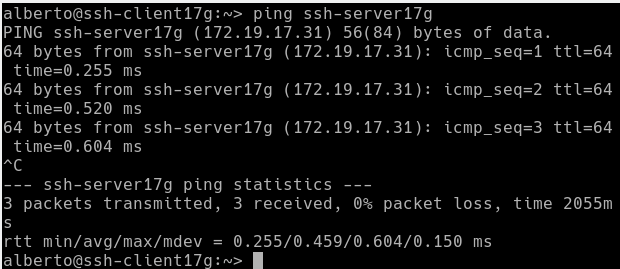 alberto@ssh-client17g:~> ping ssh-server17g
PING ssh-server17g (172.19.17.31) 56(84) bytes of data.
64 bytes from ssh-server17g (172.19.17.31): icmp_seq=1 ttl=64
 time=0.255 ms
64 bytes from ssh-server17g (172.19.17.31): icmp_seq=2 ttl=64
 time=0.520 ms
64 bytes from ssh-server17g (172.19.17.31): icmp_seq=3 ttl=64
 time=0.604 ms
^C
--- ssh-server17g ping statistics ---
3 packets transmitted, 3 received, 0% packet loss, time 2055m
s
rtt min/avg/max/mdev = 0.255/0.459/0.604/0.150 ms
alberto@ssh-client17g:~>